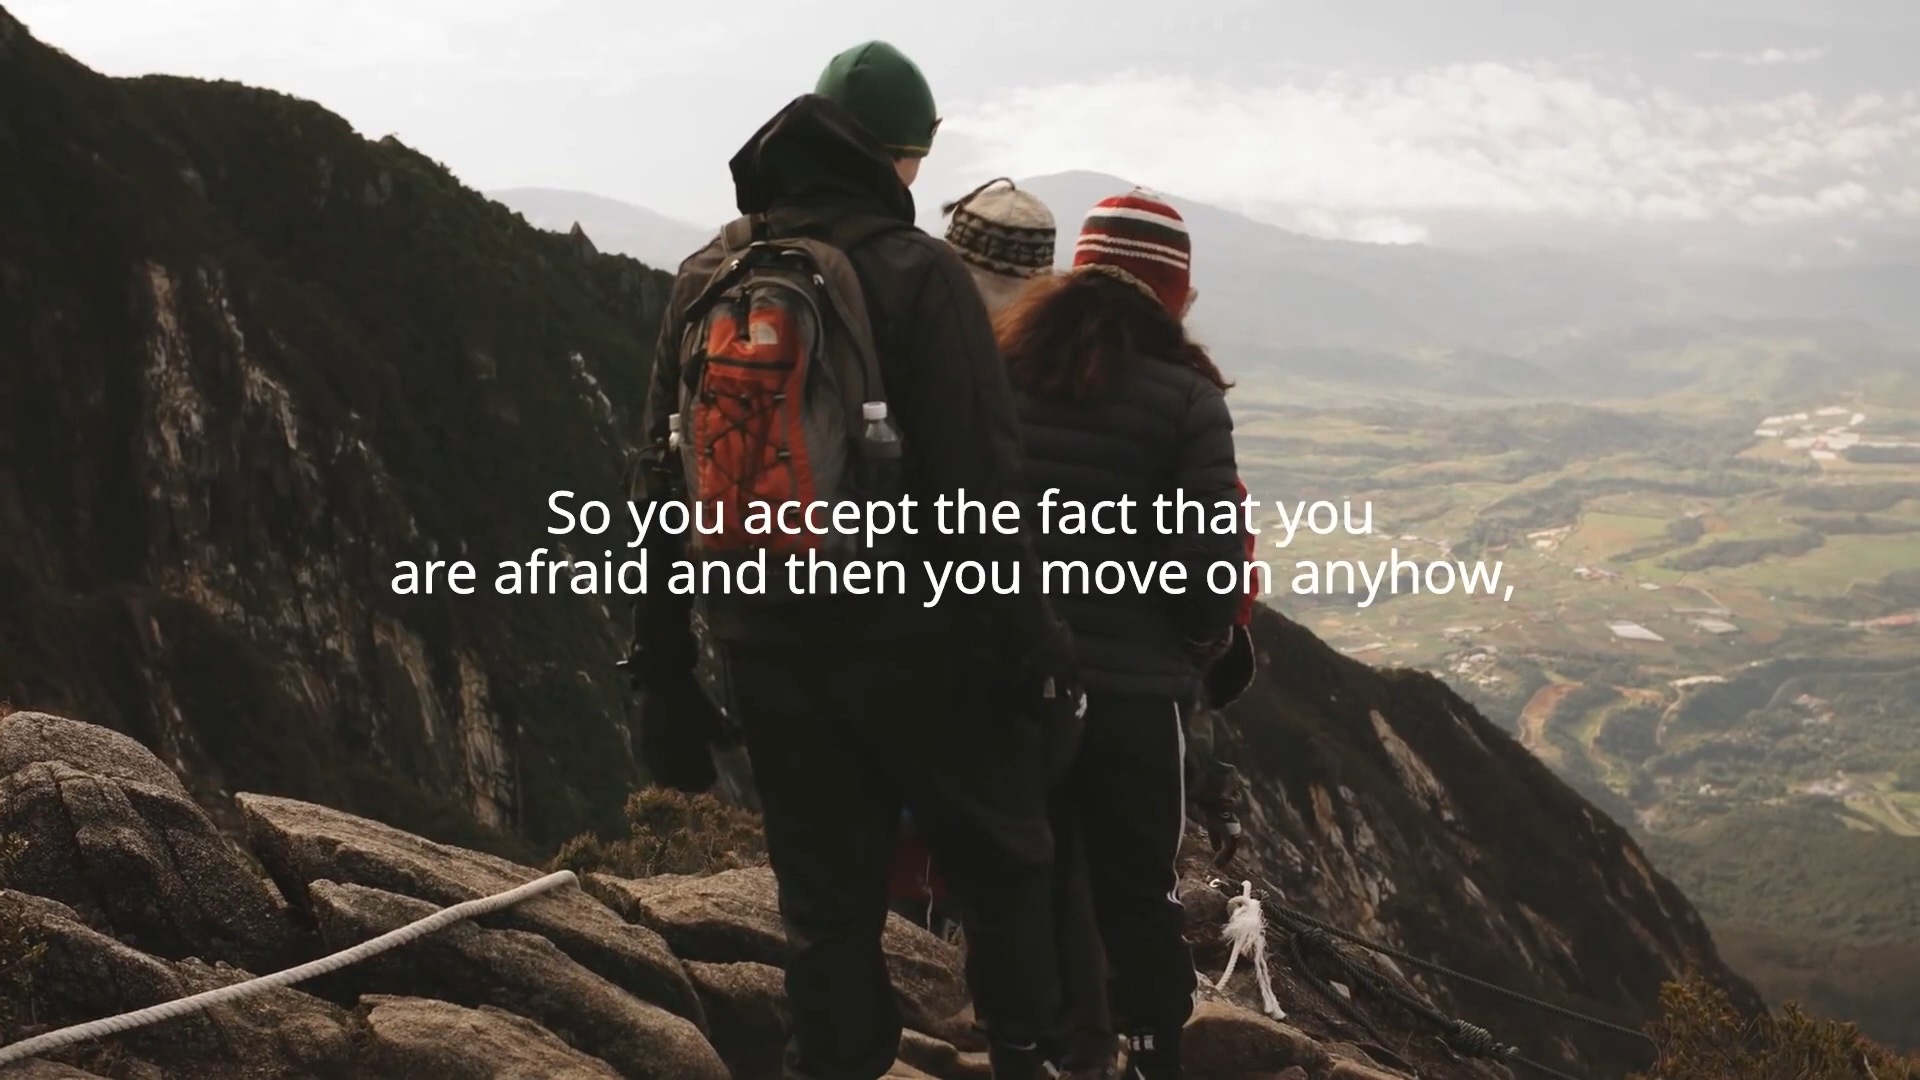 So you accept the fact that you
are afraid and then you move on anyhow,